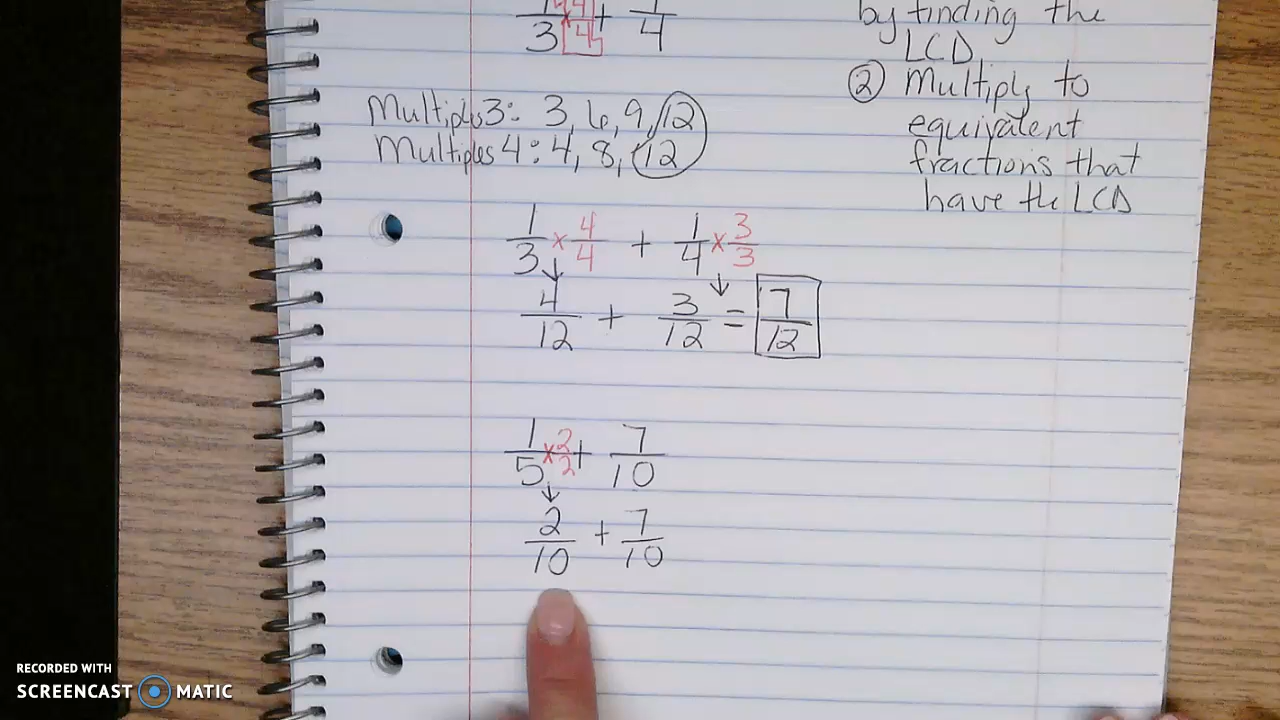 1/3 × 4/4 + 1/4
by finding the
LCD
② Multiply to
equivalent
fractions that
have the LCD
Multiples 3: 3, 6, 9, 12
Multiples 4: 4, 8, 12
1/3 × 4/4 + 1/4 × 3/3
4/12 + 3/12 = 7/12
1/5 × 2/2 + 7/10
2/10 + 7/10
RECORDED WITH
SCREENCAST MATIC